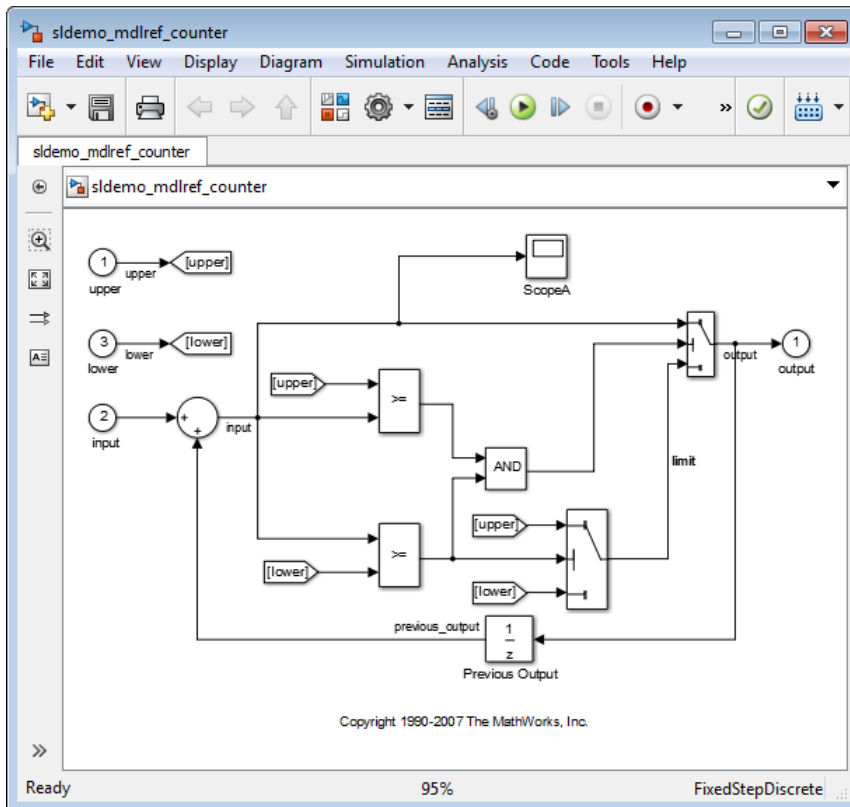 sldemo_mdlref_counter
File Edit View Display Diagram Simulation Analysis Code Tools Help
»
sldemo_mdlref_counter
sldemo_mdlref_counter
1
upper
upper
[upper]
ScopeA
3
lower
lower
[lower]
output
1
output
[upper]
>=
2
input
+
+
input
AND
limit
[upper]
>=
[lower]
[lower]
previous_output
1
z
Previous Output
Copyright 1990-2007 The MathWorks, Inc.
»
Ready 95% FixedStepDiscrete